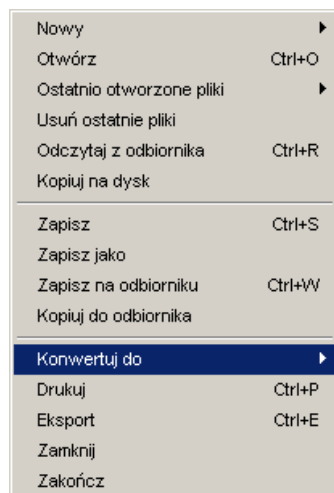 Nowy
Otwórz Ctrl+O
Ostatnio otworzone pliki
Usuń ostatnie pliki
Odczytaj z odbiornika Ctrl+R
Kopiuj na dysk
Zapisz Ctrl+S
Zapisz jako
Zapisz na odbiorniku Ctrl+W
Kopiuj do odbiornika
Konwertuj do
Drukuj Ctrl+P
Eksport Ctrl+E
Zamknij
Zakończ